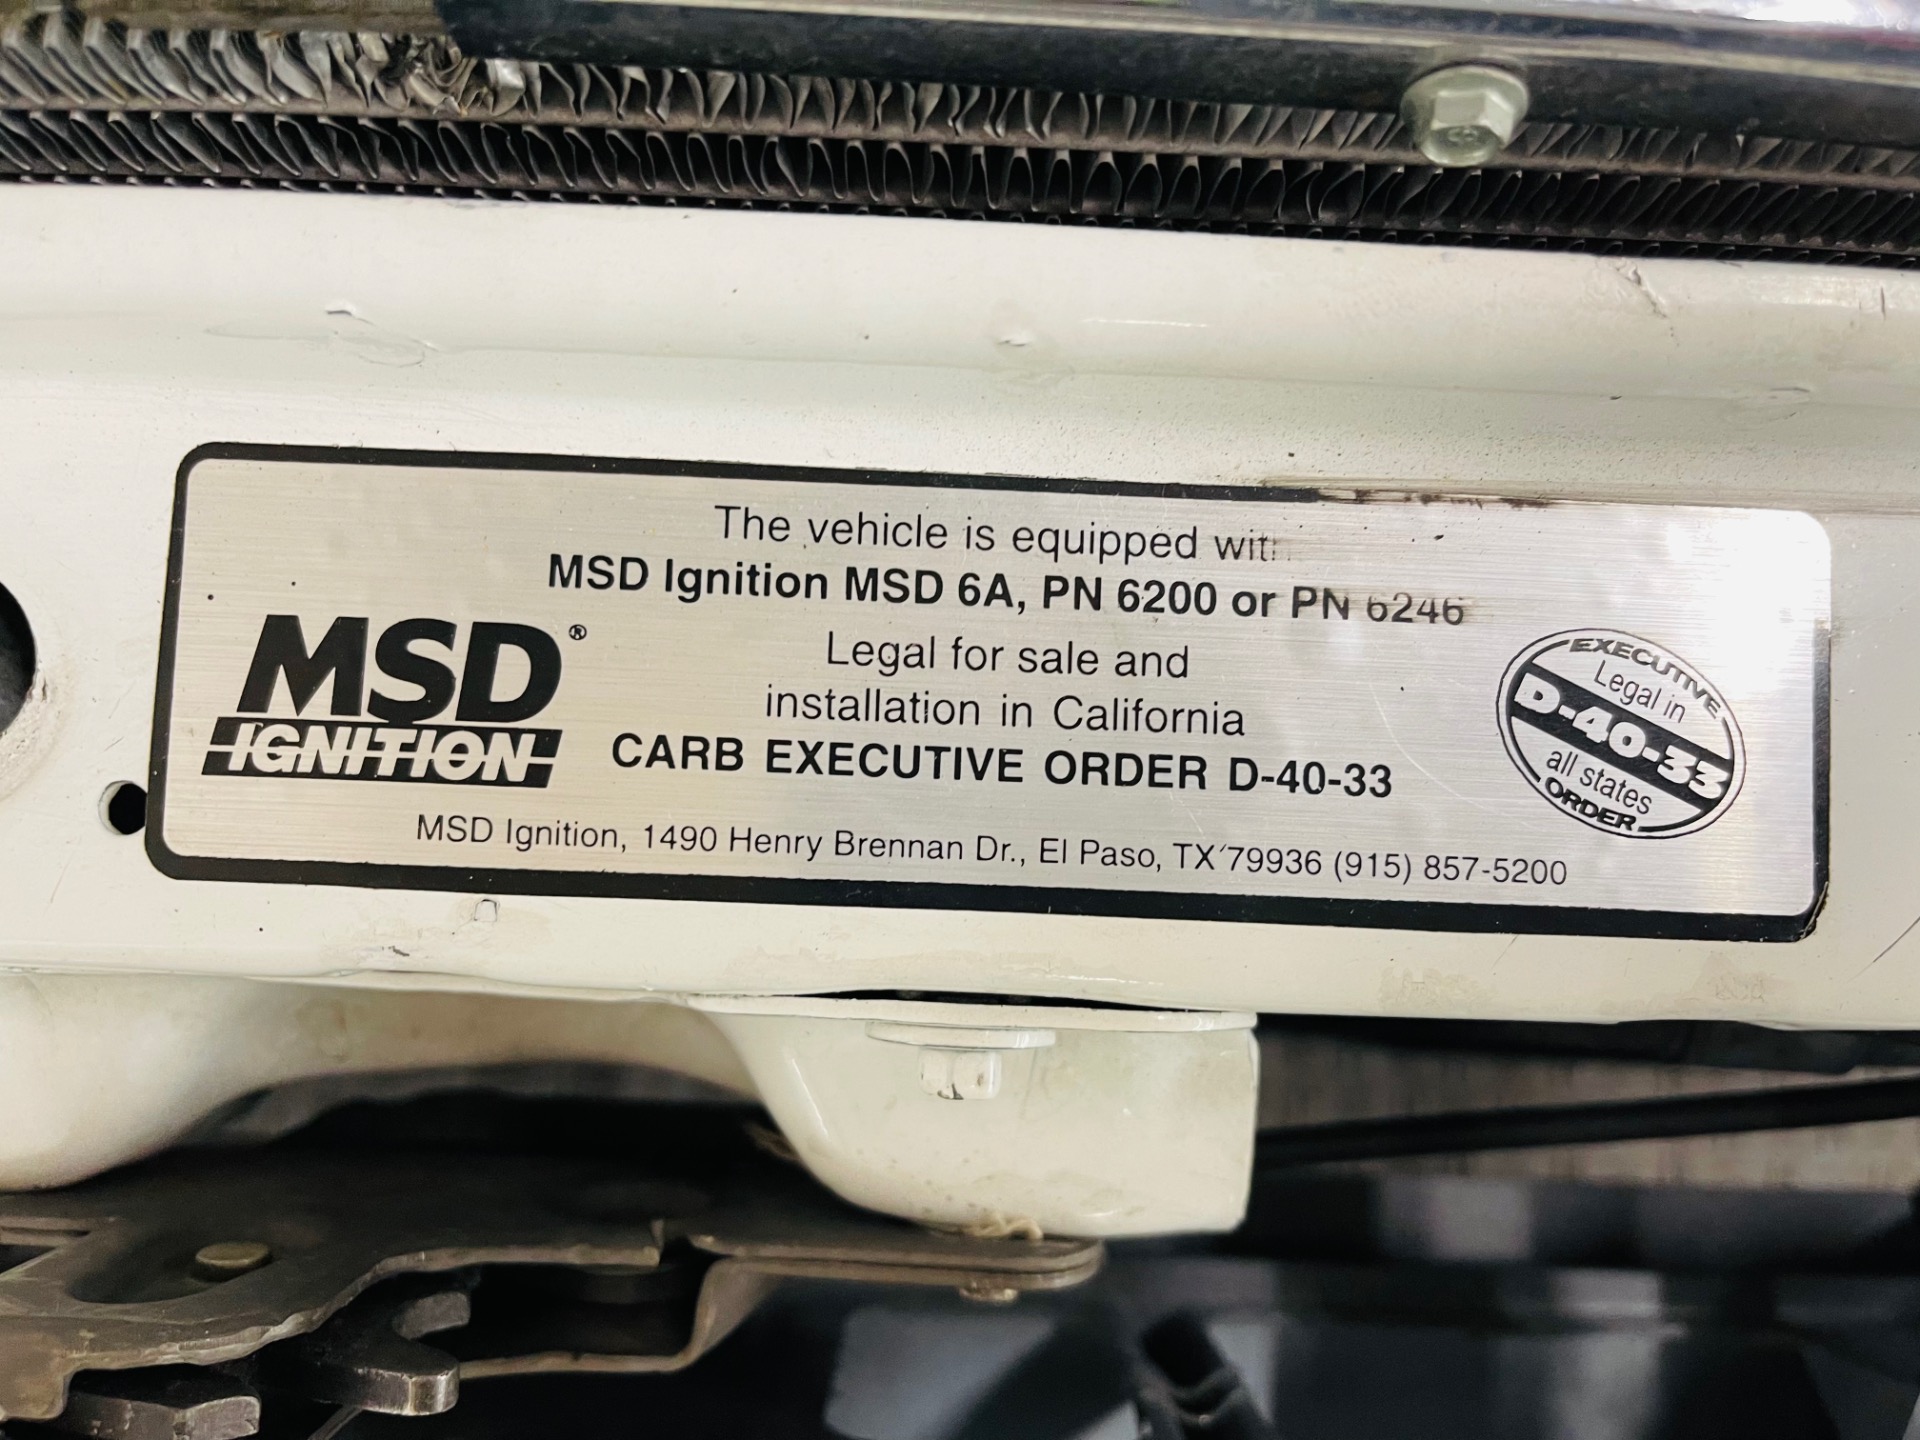 The vehicle is equipped with
MSD Ignition MSD 6A, PN 6200 or PN 6246
Legal for sale and
installation in California
CARB EXECUTIVE ORDER D-40-33
MSD Ignition, 1490 Henry Brennan Dr., El Paso, TX 79936 (915) 857-5200
MSD®
IGNITION
EXECUTIVE
Legal in
D-40-33
all states
ORDER